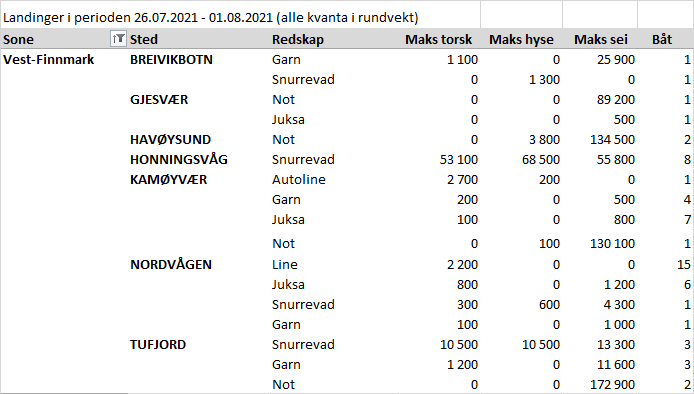 Landinger i perioden 26.07.2021 - 01.08.2021 (alle kvanta i rundvekt)
Sone Sted Redskap Maks torsk Maks hyse Maks sei Båt
Vest-Finnmark BREIVIKBOTN Garn 1 100 0 25 900 1
Snurrevad 0 1 300 0 1
GJESVÆR Not 0 0 89 200 1
Juksa 0 0 500 1
HAVØYSUND Not 0 3 800 134 500 2
HONNINGSVÅG Snurrevad 53 100 68 500 55 800 8
KAMØYVÆR Autoline 2 700 200 0 1
Garn 200 0 500 4
Juksa 100 0 800 7
Not 0 100 130 100 1
NORDVÅGEN Line 2 200 0 0 15
Juksa 800 0 1 200 6
Snurrevad 300 600 4 300 1
Garn 100 0 1 000 1
TUFJORD Snurrevad 10 500 10 500 13 300 3
Garn 1 200 0 11 600 3
Not 0 0 172 900 2